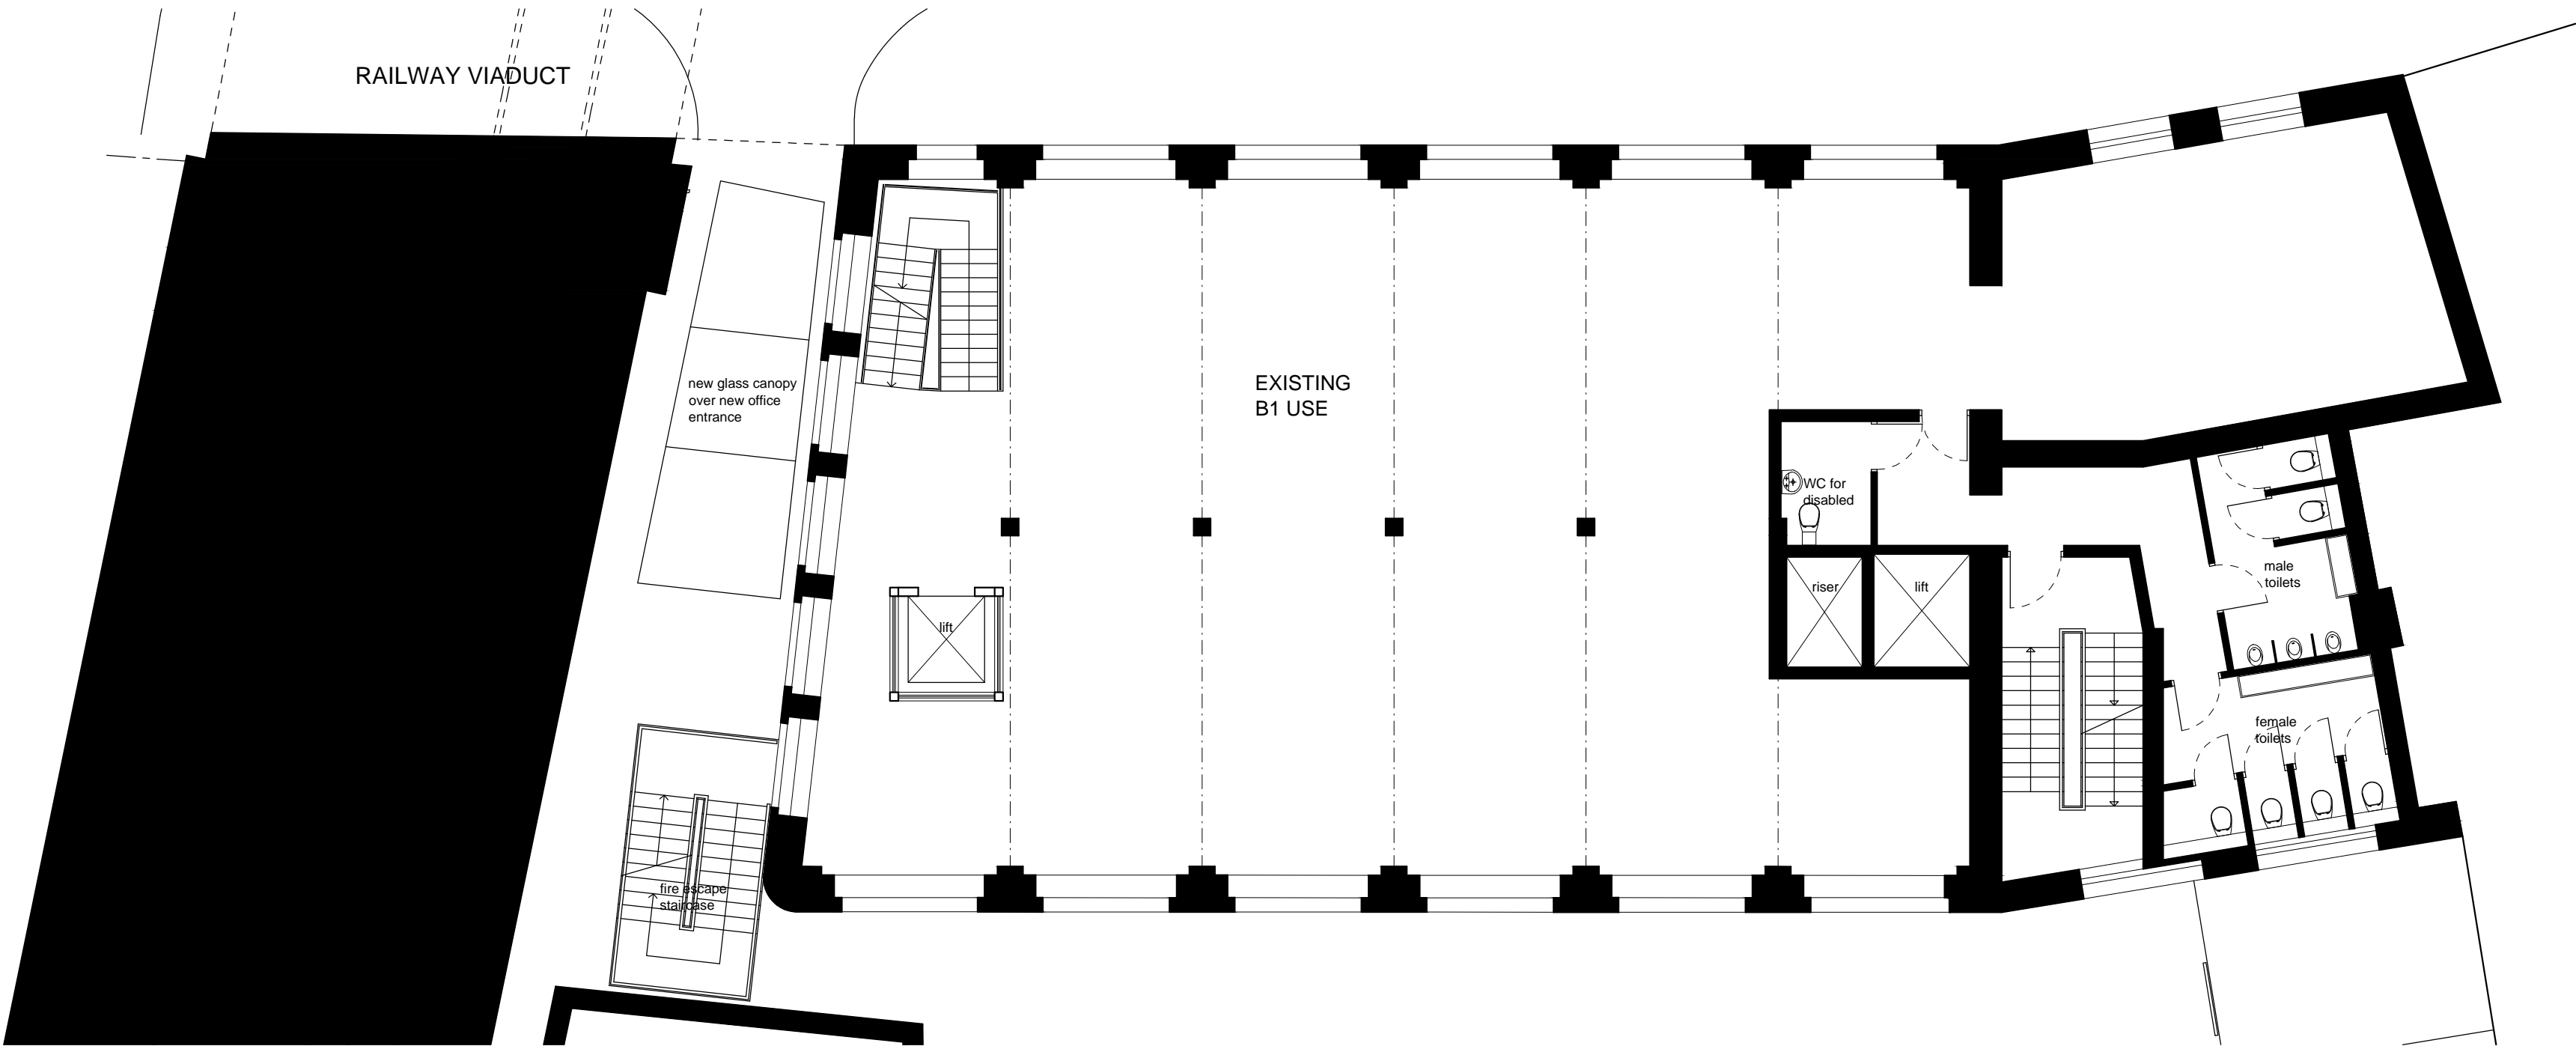 RAILWAY VIADUCT
new glass canopy
over new office
entrance
EXISTING
B1 USE
WC for
disabled
riser
lift
lift
male
toilets
female
toilets
fire escape
staircase